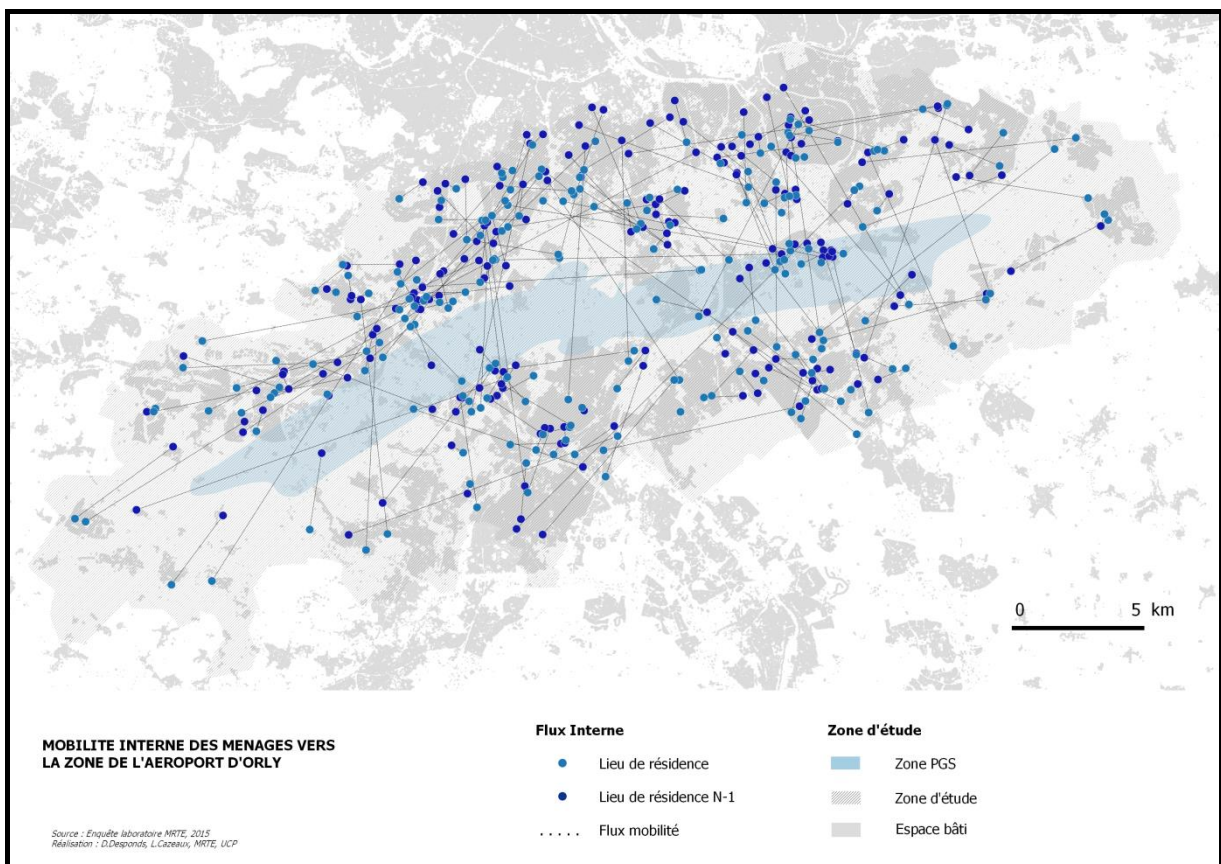 0 5 km
MOBILITE INTERNE DES MENAGES VERS
LA ZONE DE L'AEROPORT D'ORLY
Source : Enquête laboratoire MRTE, 2015
Réalisation : D.Desponds, L.Cazeaux, MRTE, UCP
Flux Interne
Lieu de résidence
Lieu de résidence N-1
..... Flux mobilité
Zone d'étude
Zone PGS
Zone d'étude
Espace bâti